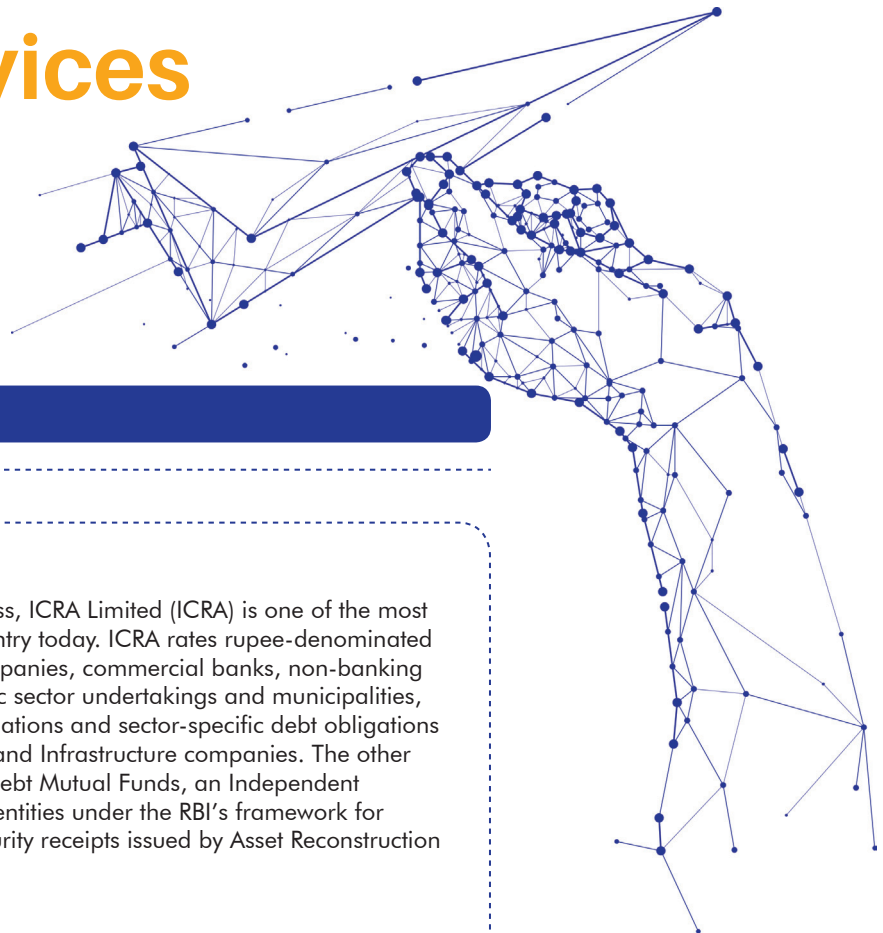 vices
ss, ICRA Limited (ICRA) is one of the most
ntry today. ICRA rates rupee-denominated
panies, commercial banks, non-banking
c sector undertakings and municipalities,
ations and sector-specific debt obligations
and Infrastructure companies. The other
ebt Mutual Funds, an Independent
entities under the RBI’s framework for
urity receipts issued by Asset Reconstruction